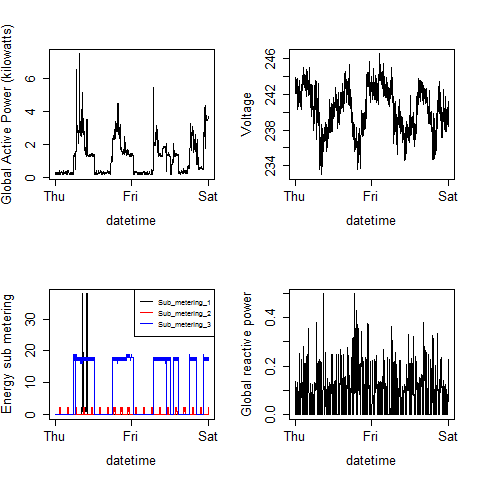 Global Active Power (kilowatts)
0 2 4 6
Thu Fri Sat
datetime
Voltage
234 238 242 246
Thu Fri Sat
datetime
Energy sub metering
0 10 20 30
Sub_metering_1
Sub_metering_2
Sub_metering_3
Thu Fri Sat
datetime
Global reactive power
0.0 0.2 0.4
Thu Fri Sat
datetime